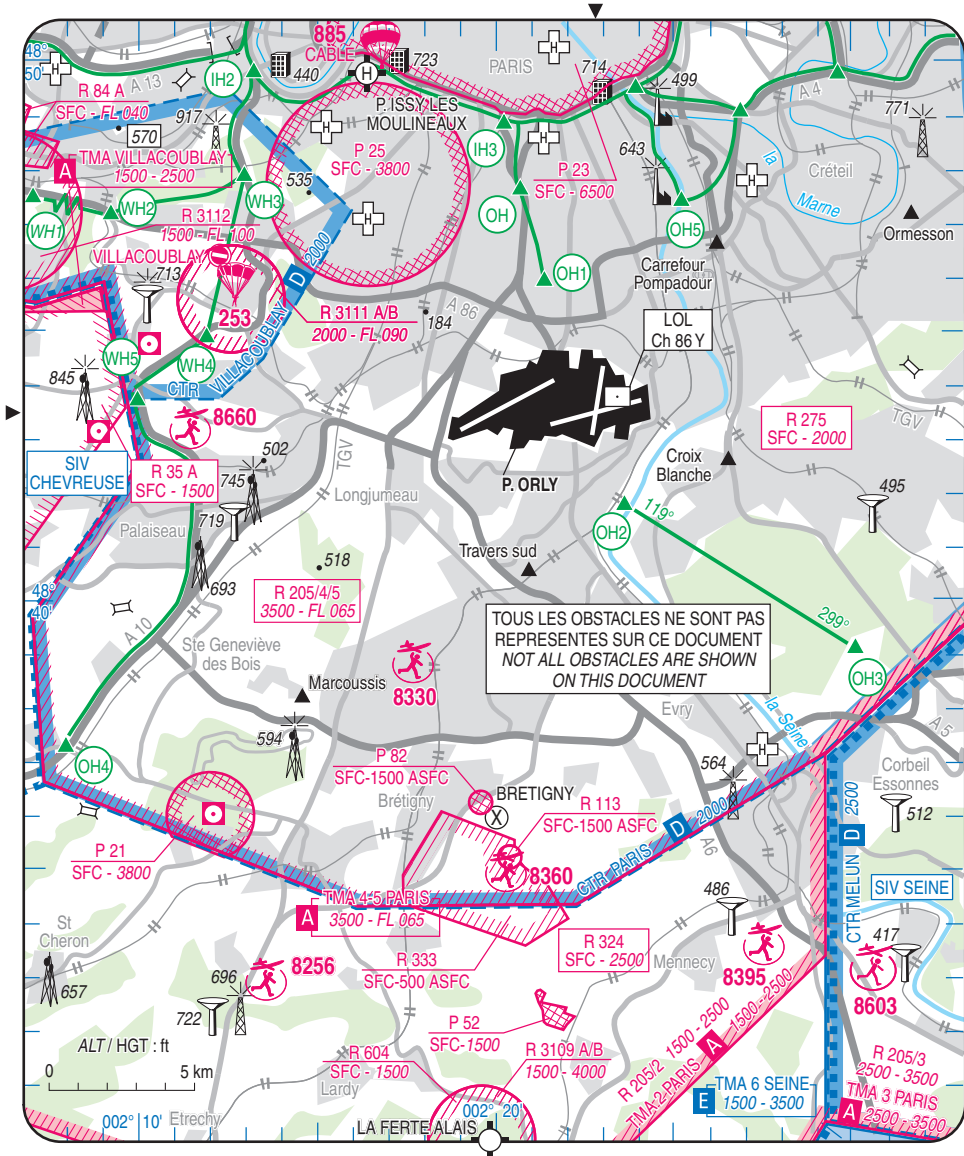 885
CABLE
723
48°
50'
A 13
IH2
440
PARIS
714
499
A 4
R 84 A
SFC - FL 040
P. ISSY LES
MOULINEAUX
H
771
570
917
IH3
643
la
Créteil
TMA VILLACOUBLAY
1500 - 2500
A
P 25
SFC - 3800
P 23
SFC - 6500
535
WH1
WH2
WH3
OH
OH5
Marne
Ormesson
R 3112
1500 - FL 100
VILLACOUBLAY
713
Carrefour
Pompadour
OH1
D
2000
253
R 3111 A/B
2000 - FL 090
A 86
184
LOL
Ch 86 Y
WH5
WH4
CTR VILLACOUBLAY
845
8660
R 275
SFC - 2000
TGV
SIV
CHEVREUSE
R 35 A
SFC - 1500
502
745
TGV
Croix
Blanche
P. ORLY
Longjumeau
495
Palaiseau
719
OH2
119°
693
518
Travers sud
48°
40'
R 205/4/5
3500 - FL 065
TOUS LES OBSTACLES NE SONT PAS
REPRESENTES SUR CE DOCUMENT
NOT ALL OBSTACLES ARE SHOWN
ON THIS DOCUMENT
299°
A 10
Ste Geneviève
des Bois
8330
OH3
Marcoussis
Evry
la Seine
A 5
594
OH4
564
P 82
SFC-1500 ASFC
Corbeil
Essonnes
Brétigny
BRETIGNY
X
R 113
SFC-1500 ASFC
512
D
2500
P 21
SFC - 3800
8360
CTR PARIS
D
2000
A6
CTR MELUN
TMA 4-5 PARIS
3500 - FL 065
A
486
SIV SEINE
St
Cheron
R 324
SFC - 2500
417
R 333
SFC-500 ASFC
Mennecy
8395
8603
657
696
8256
722
P 52
SFC-1500
ALT / HGT : ft
0 5 km
R 604
SFC - 1500
R 3109 A/B
1500 - 4000
R 205/2 1500 - 2500
TMA-2-PARIS A 1500 - 2500
R 205/3
2500 - 3500
Lardy
E
TMA 6 SEINE
1500 - 3500
TMA 3 PARIS
A
2500 - 3500
002° 10'
Etrechy
002° 20'
LA FERTE ALAIS